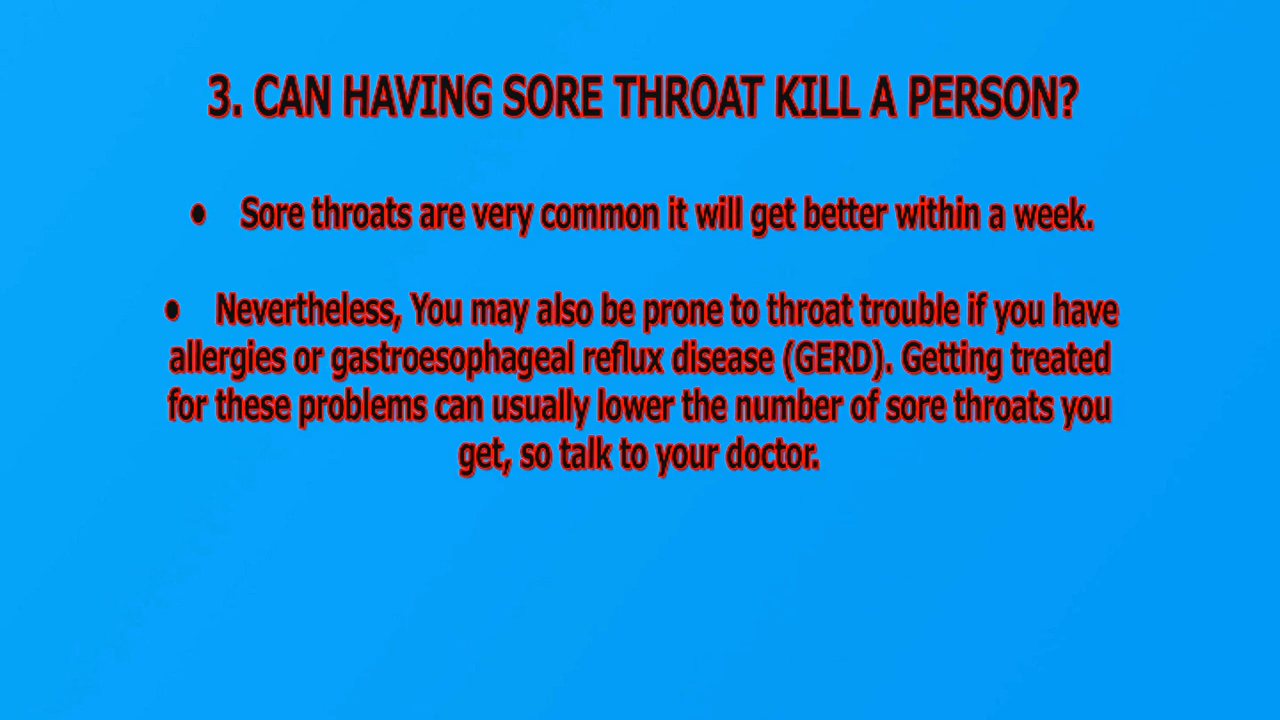 3. CAN HAVING SORE THROAT KILL A PERSON?
• Sore throats are very common it will get better within a week.
• Nevertheless, You may also be prone to throat trouble if you have
allergies or gastroesophageal reflux disease (GERD). Getting treated
for these problems can usually lower the number of sore throats you
get, so talk to your doctor.